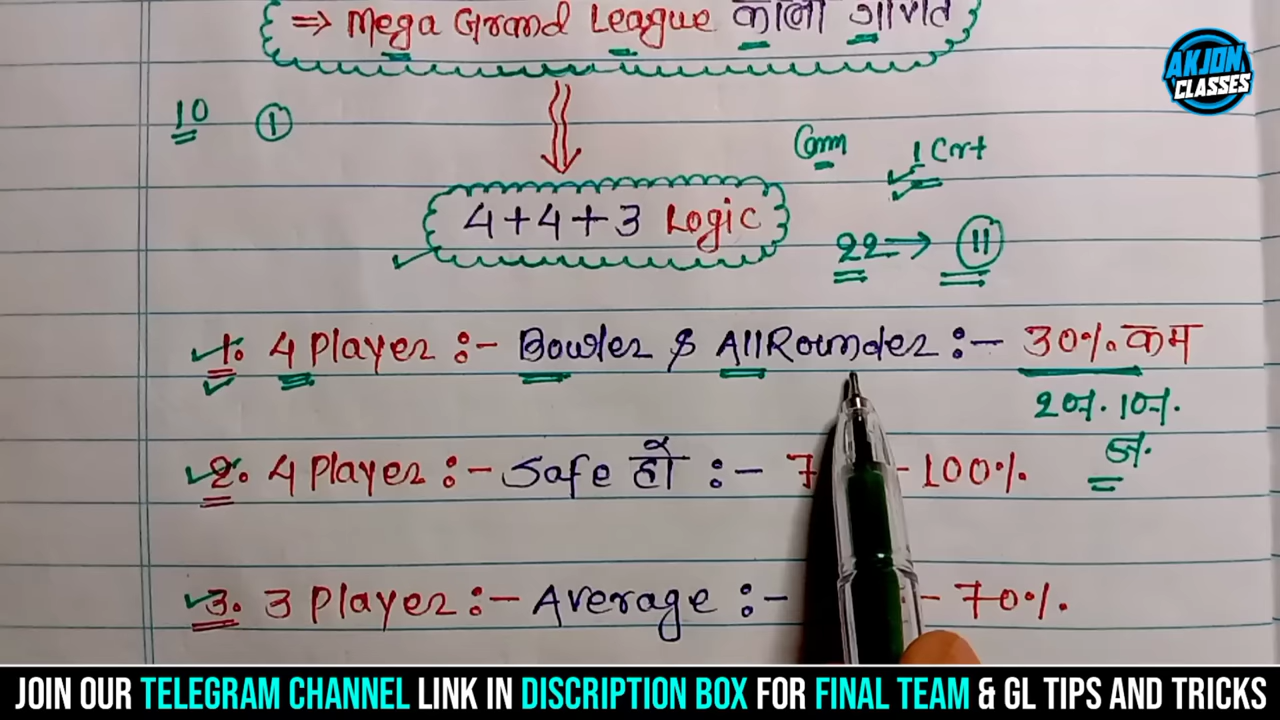 ⇒ Mega Grand League काला गणित
AKJON CLASSES
10 ①
1 Crt
4+4+3 Logic
22 → 11
1. 4 Player :- Bowler & AllRounder :- 30% कम
20%. 10%.
5%.
2. 4 Player :- Safe हो :- - 100%
3. 3 Player :- Average :- - 70%
JOIN OUR TELEGRAM CHANNEL LINK IN DISCRIPTION BOX FOR FINAL TEAM & GL TIPS AND TRICKS